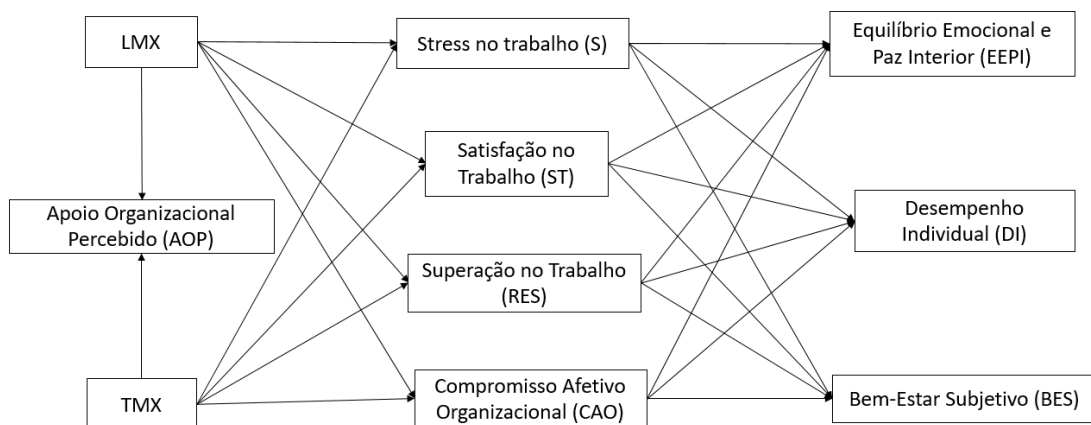 LMX
Stress no trabalho (S)
Equilíbrio Emocional e
Paz Interior (EEPI)
Satisfação no
Trabalho (ST)
Apoio Organizacional
Percebido (AOP)
Desempenho
Individual (DI)
Superação no Trabalho
(RES)
TMX
Compromisso Afetivo
Organizacional (CAO)
Bem-Estar Subjetivo (BES)